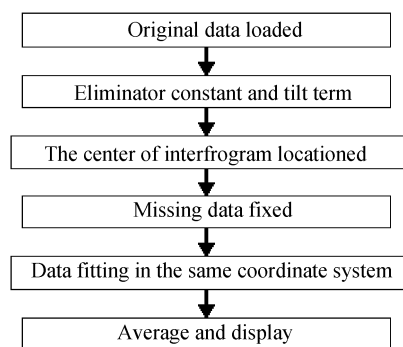 Original data loaded
Eliminator constant and tilt term
The center of interfrogram locationed
Missing data fixed
Data fitting in the same coordinate system
Average and display